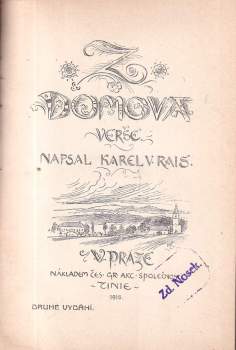 Z
DOMOVA
VERŠE
NAPSAL KAREL V. RAIS
V PRAZE
NÁKLADEM ČES. GR. AKC. SPOLEČNOSTI
UNIE
Zd. Nosek.
DRUHÉ VYDÁNÍ.